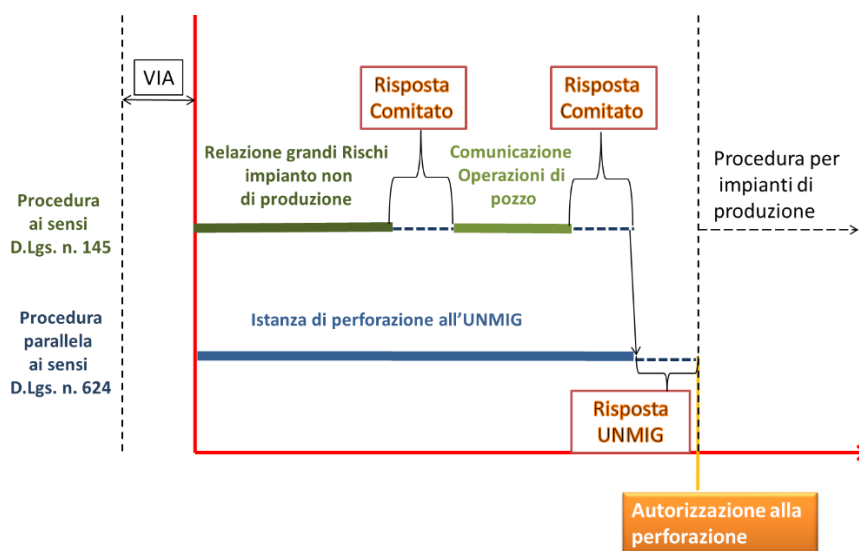 VIA
Risposta
Comitato
Risposta
Comitato
Relazione grandi Rischi
impianto non
di produzione
Comunicazione
Operazioni di
pozzo
Procedura per
impianti di
produzione
Procedura
ai sensi
D.Lgs. n. 145
Procedura
parallela
ai sensi
D.Lgs. n. 624
Istanza di perforazione all'UNMIG
Risposta
UNMIG
Autorizzazione alla
perforazione